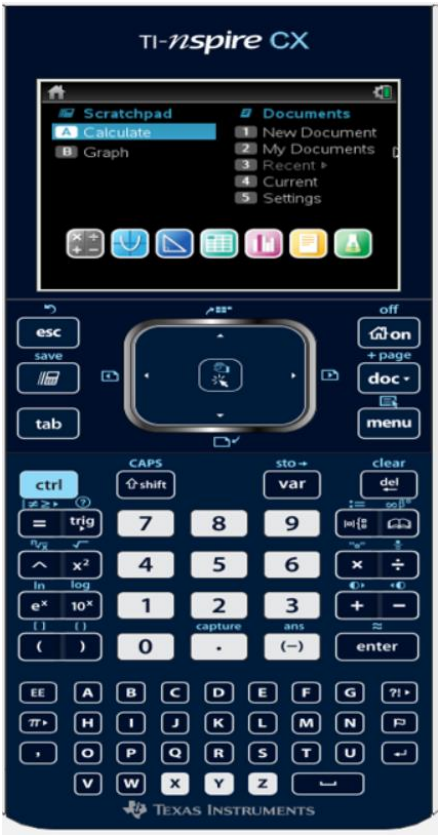 TI-nspire CX
Scratchpad Documents
A Calculate 1 New Document
B Graph 2 My Documents
3 Recent ▸
4 Current
5 Settings
off
esc on
save + page
doc ▾
tab menu
CAPS sto→ clear
ctrl ⇧shift var del
= trig 7 8 9
^ x² 4 5 6 × ÷
ln log
eˣ 10ˣ 1 2 3 + −
[ ] { } capture ans ≈
( ) 0 . (−) enter
EE A B C D E F G ?!▸
π▸ H I J K L M N
, O P Q R S T U ↵
V W X Y Z
TEXAS INSTRUMENTS